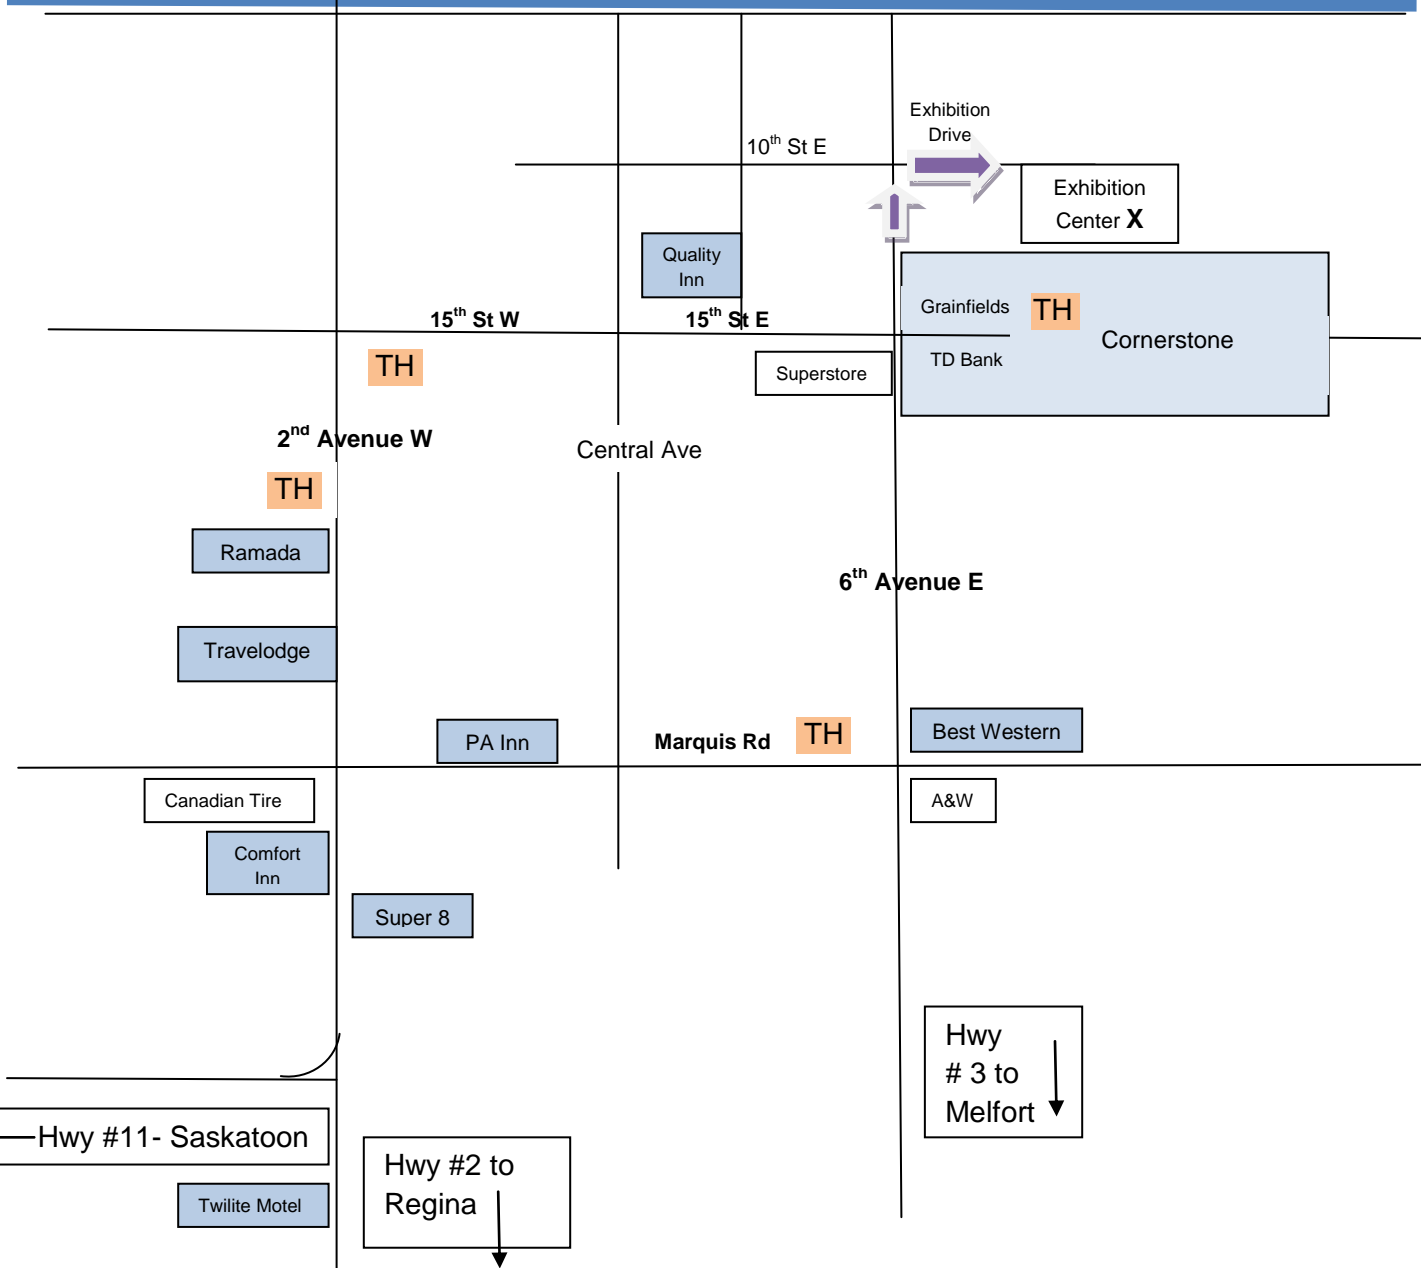 Exhibition
Drive
10th St E
Exhibition
Center X
Quality
Inn
Grainfields
TH
15th St W
15th St E
Cornerstone
TD Bank
TH
Superstore
2nd Avenue W
Central Ave
TH
Ramada
6th Avenue E
Travelodge
PA Inn
Marquis Rd
TH
Best Western
Canadian Tire
A&W
Comfort
Inn
Super 8
Hwy
# 3 to
Melfort
Hwy #11- Saskatoon
Hwy #2 to
Regina
Twilite Motel